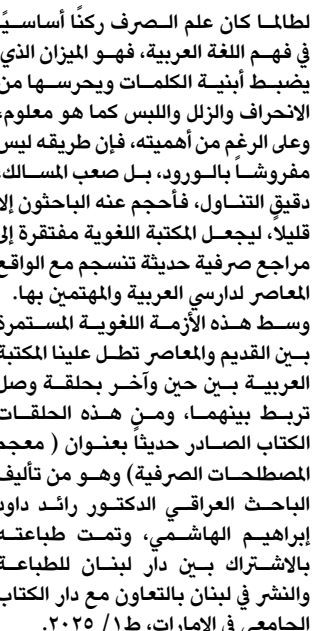 لطالما كان علم الصرف ركنًا أساسيًا
في فهم اللغة العربية، فهو الميزان الذي
يضبط أبنية الكلمات ويحرسها من
الانحراف والزلل واللبس كما هو معلوم،
وعلى الرغم من أهميته، فإن طريقه ليس
مفروشاً بالورود، بل صعب المسالك،
دقيق التناول، فأحجم عنه الباحثون إلا
قليلًا، ليجعل المكتبة اللغوية مفتقرة إلى
مراجع صرفية حديثة تنسجم مع الواقع
المعاصر لدارسي العربية والمهتمين بها.
وسط هذه الأزمة اللغوية المستمرة
بين القديم والمعاصر تطل علينا المكتبة
العربية بين حين وآخر بحلقة وصل
تربط بينهما، ومن هذه الحلقات
الكتاب الصادر حديثاً بعنوان ( معجم
المصطلحات الصرفية) وهو من تأليف
الباحث العراقي الدكتور رائد داود
إبراهيم الهاشمي، وتمت طباعته
بالاشتراك بين دار لبنان للطباعة
والنشر في لبنان بالتعاون مع دار الكتاب
الجامعي في الإمارات، ط١/ ٢٠٢٥.